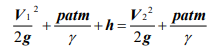 V₁²/2g + patm/γ + h = V₂²/2g + patm/γ